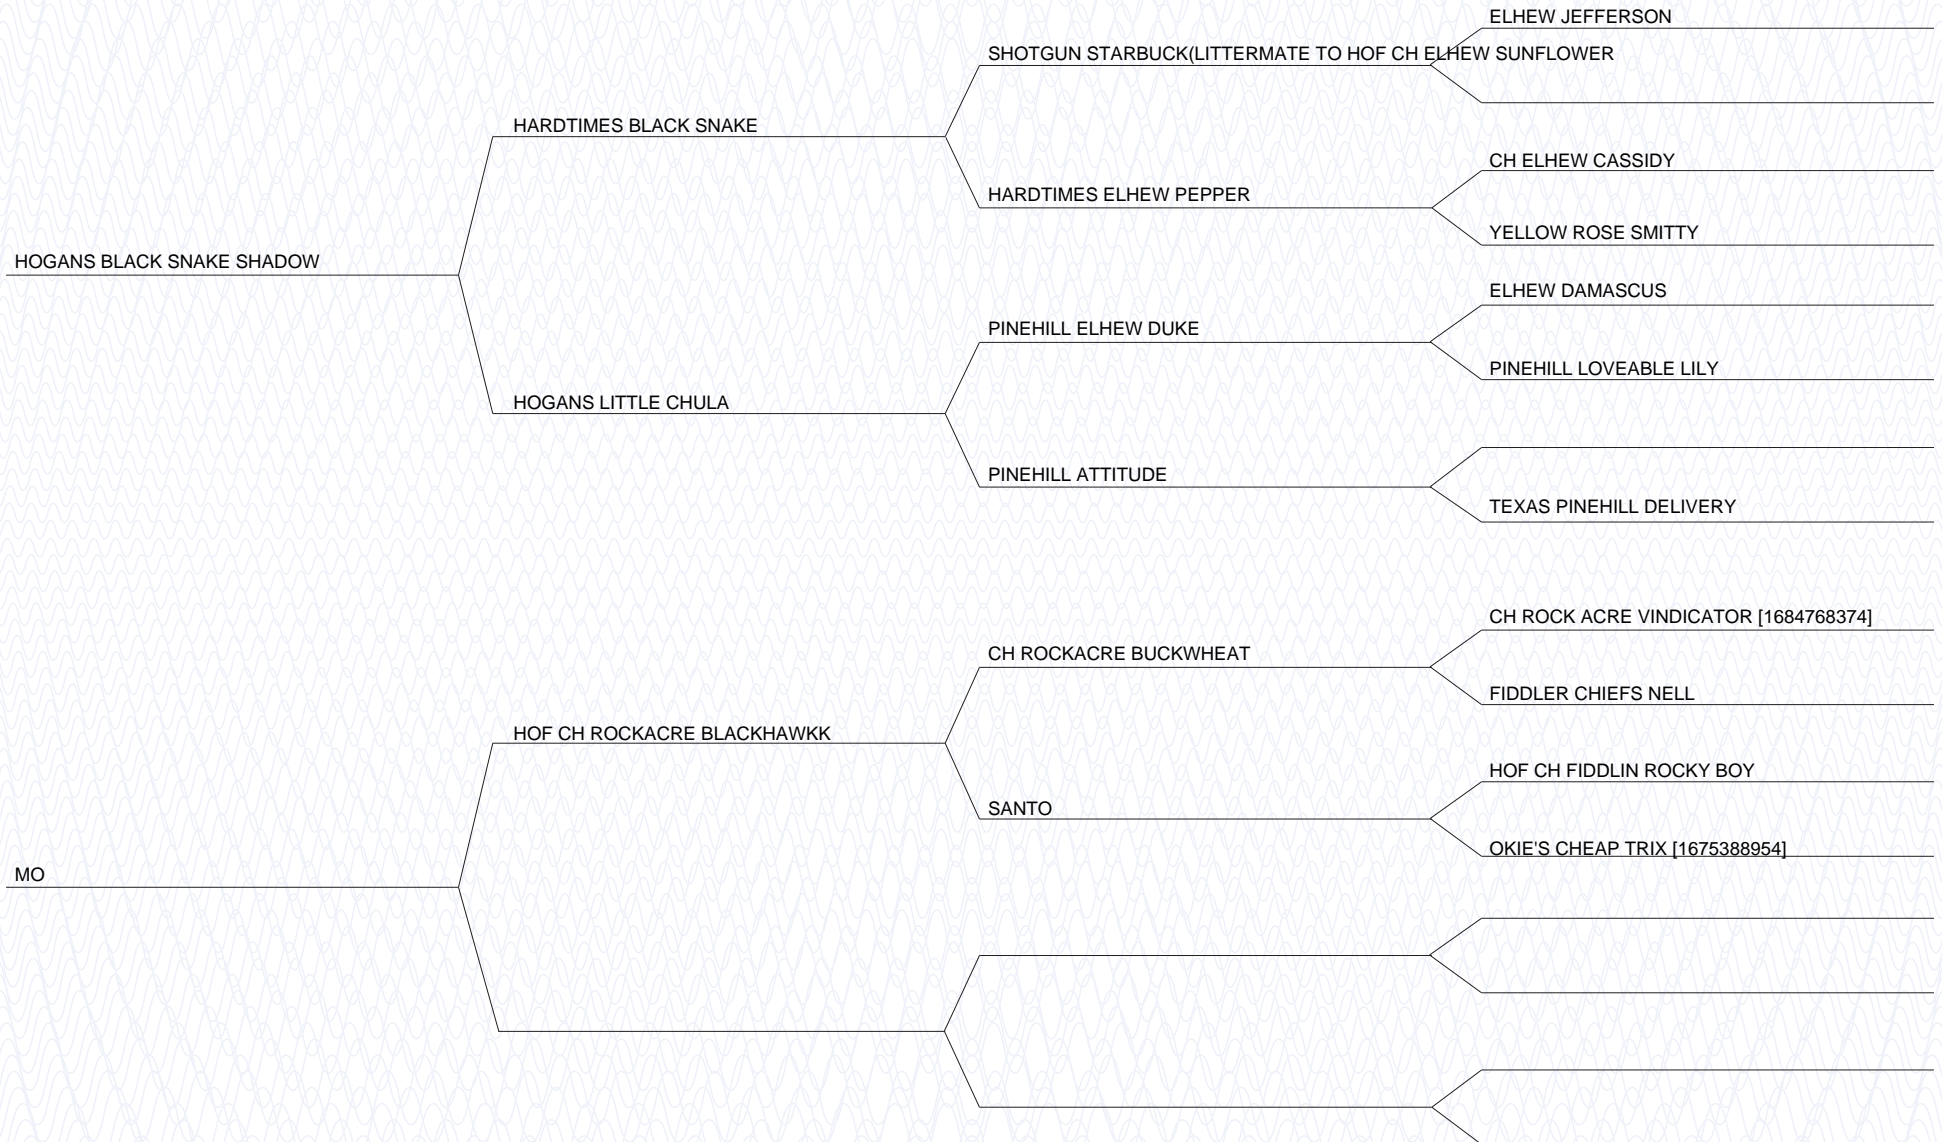 ELHEW JEFFERSON
SHOTGUN STARBUCK(LITTERMATE TO HOF CH ELHEW SUNFLOWER
HARDTIMES BLACK SNAKE
CH ELHEW CASSIDY
HARDTIMES ELHEW PEPPER
YELLOW ROSE SMITTY
HOGANS BLACK SNAKE SHADOW
ELHEW DAMASCUS
PINEHILL ELHEW DUKE
PINEHILL LOVEABLE LILY
HOGANS LITTLE CHULA
PINEHILL ATTITUDE
TEXAS PINEHILL DELIVERY
CH ROCK ACRE VINDICATOR [1684768374]
CH ROCKACRE BUCKWHEAT
FIDDLER CHIEFS NELL
HOF CH ROCKACRE BLACKHAWKK
HOF CH FIDDLIN ROCKY BOY
SANTO
OKIE'S CHEAP TRIX [1675388954]
MO